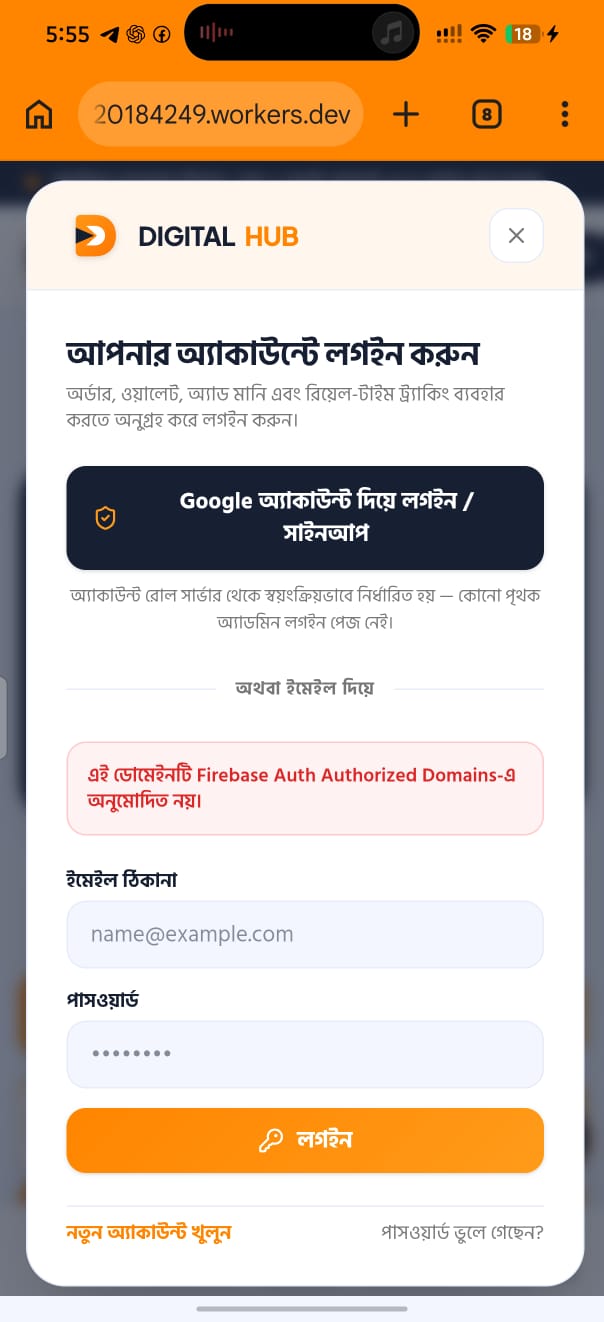 5:55
18
20184249.workers.dev
8
DIGITAL HUB
আপনার অ্যাকাউন্টে লগইন করুন
অর্ডার, ওয়ালেট, অ্যাড মানি এবং রিয়েল-টাইম ট্র্যাকিং ব্যবহার
করতে অনুগ্রহ করে লগইন করুন।
Google অ্যাকাউন্ট দিয়ে লগইন /
সাইনআপ
অ্যাকাউন্ট রোল সার্ভার থেকে স্বয়ংক্রিয়ভাবে নির্ধারিত হয় — কোনো পৃথক
অ্যাডমিন লগইন পেজ নেই।
অথবা ইমেইল দিয়ে
এই ডোমেইনটি Firebase Auth Authorized Domains-এ
অনুমোদিত নয়।
ইমেইল ঠিকানা
name@example.com
পাসওয়ার্ড
••••••••
লগইন
নতুন অ্যাকাউন্ট খুলুন পাসওয়ার্ড ভুলে গেছেন?